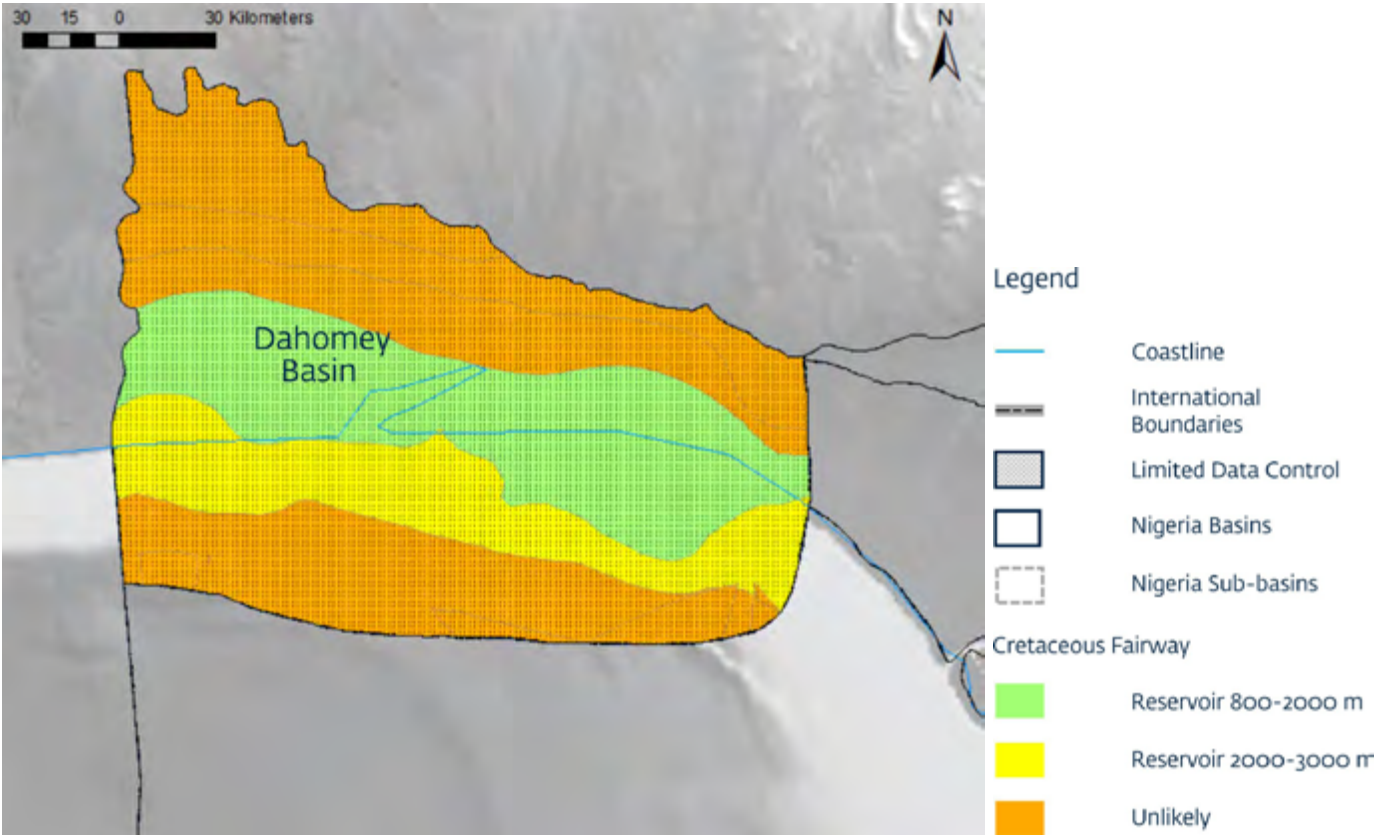 30 15 0 30 Kilometers
N
Dahomey
Basin
Legend
Coastline
International
Boundaries
Limited Data Control
Nigeria Basins
Nigeria Sub-basins
Cretaceous Fairway
Reservoir 800-2000 m
Reservoir 2000-3000 m
Unlikely